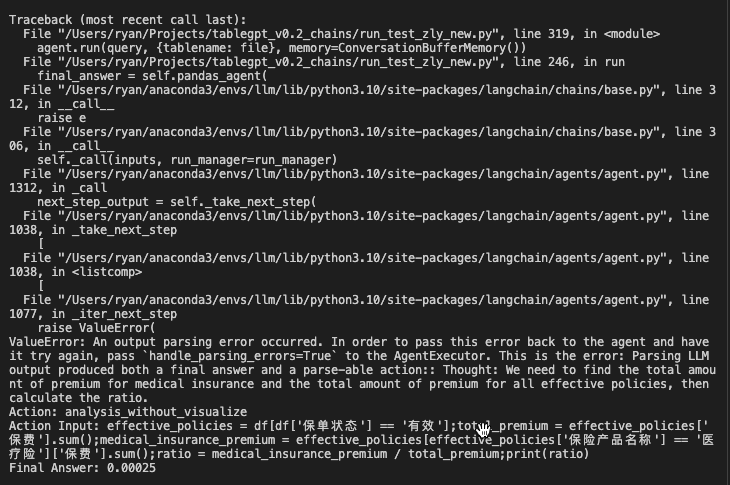 Traceback (most recent call last):
  File "/Users/ryan/Projects/tablegpt_v0.2_chains/run_test_zly_new.py", line 319, in <module>
    agent.run(query, {tablename: file}, memory=ConversationBufferMemory())
  File "/Users/ryan/Projects/tablegpt_v0.2_chains/run_test_zly_new.py", line 246, in run
    final_answer = self.pandas_agent(
  File "/Users/ryan/anaconda3/envs/llm/lib/python3.10/site-packages/langchain/chains/base.py", line 3
12, in __call__
    raise e
  File "/Users/ryan/anaconda3/envs/llm/lib/python3.10/site-packages/langchain/chains/base.py", line 3
06, in __call__
    self._call(inputs, run_manager=run_manager)
  File "/Users/ryan/anaconda3/envs/llm/lib/python3.10/site-packages/langchain/agents/agent.py", line
1312, in _call
    next_step_output = self._take_next_step(
  File "/Users/ryan/anaconda3/envs/llm/lib/python3.10/site-packages/langchain/agents/agent.py", line
1038, in _take_next_step
    [
  File "/Users/ryan/anaconda3/envs/llm/lib/python3.10/site-packages/langchain/agents/agent.py", line
1038, in <listcomp>
    [
  File "/Users/ryan/anaconda3/envs/llm/lib/python3.10/site-packages/langchain/agents/agent.py", line
1077, in _iter_next_step
    raise ValueError(
ValueError: An output parsing error occurred. In order to pass this error back to the agent and have
it try again, pass `handle_parsing_errors=True` to the AgentExecutor. This is the error: Parsing LLM
output produced both a final answer and a parse-able action:: Thought: We need to find the total amou
nt of premium for medical insurance and the total amount of premium for all effective policies, then
calculate the ratio.
Action: analysis_without_visualize
Action Input: effective_policies = df[df['保单状态'] == '有效'];total_premium = effective_policies['
保费'].sum();medical_insurance_premium = effective_policies[effective_policies['保险产品名称'] == '医
疗险']['保费'].sum();ratio = medical_insurance_premium / total_premium;print(ratio)
Final Answer: 0.00025